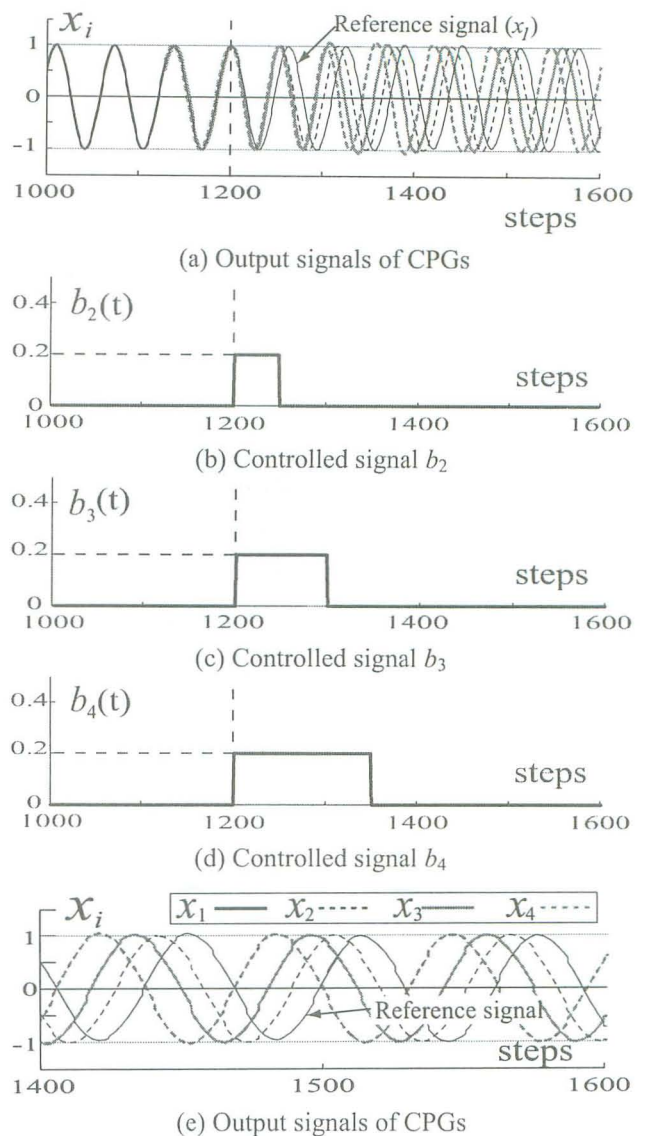 x_i
Reference signal (x_1)
1
0
-1
1000 1200 1400 1600
steps
(a) Output signals of CPGs
b_2(t)
0.4
0.2
steps
0
1000 1200 1400 1600
(b) Controlled signal b_2
b_3(t)
0.4
0.2
steps
0
1000 1200 1400 1600
(c) Controlled signal b_3
b_4(t)
0.4
0.2
steps
0
1000 1200 1400 1600
(d) Controlled signal b_4
x_i
x_1 x_2 x_3 x_4
1
0
Reference signal
-1
steps
1400 1500 1600
(e) Output signals of CPGs